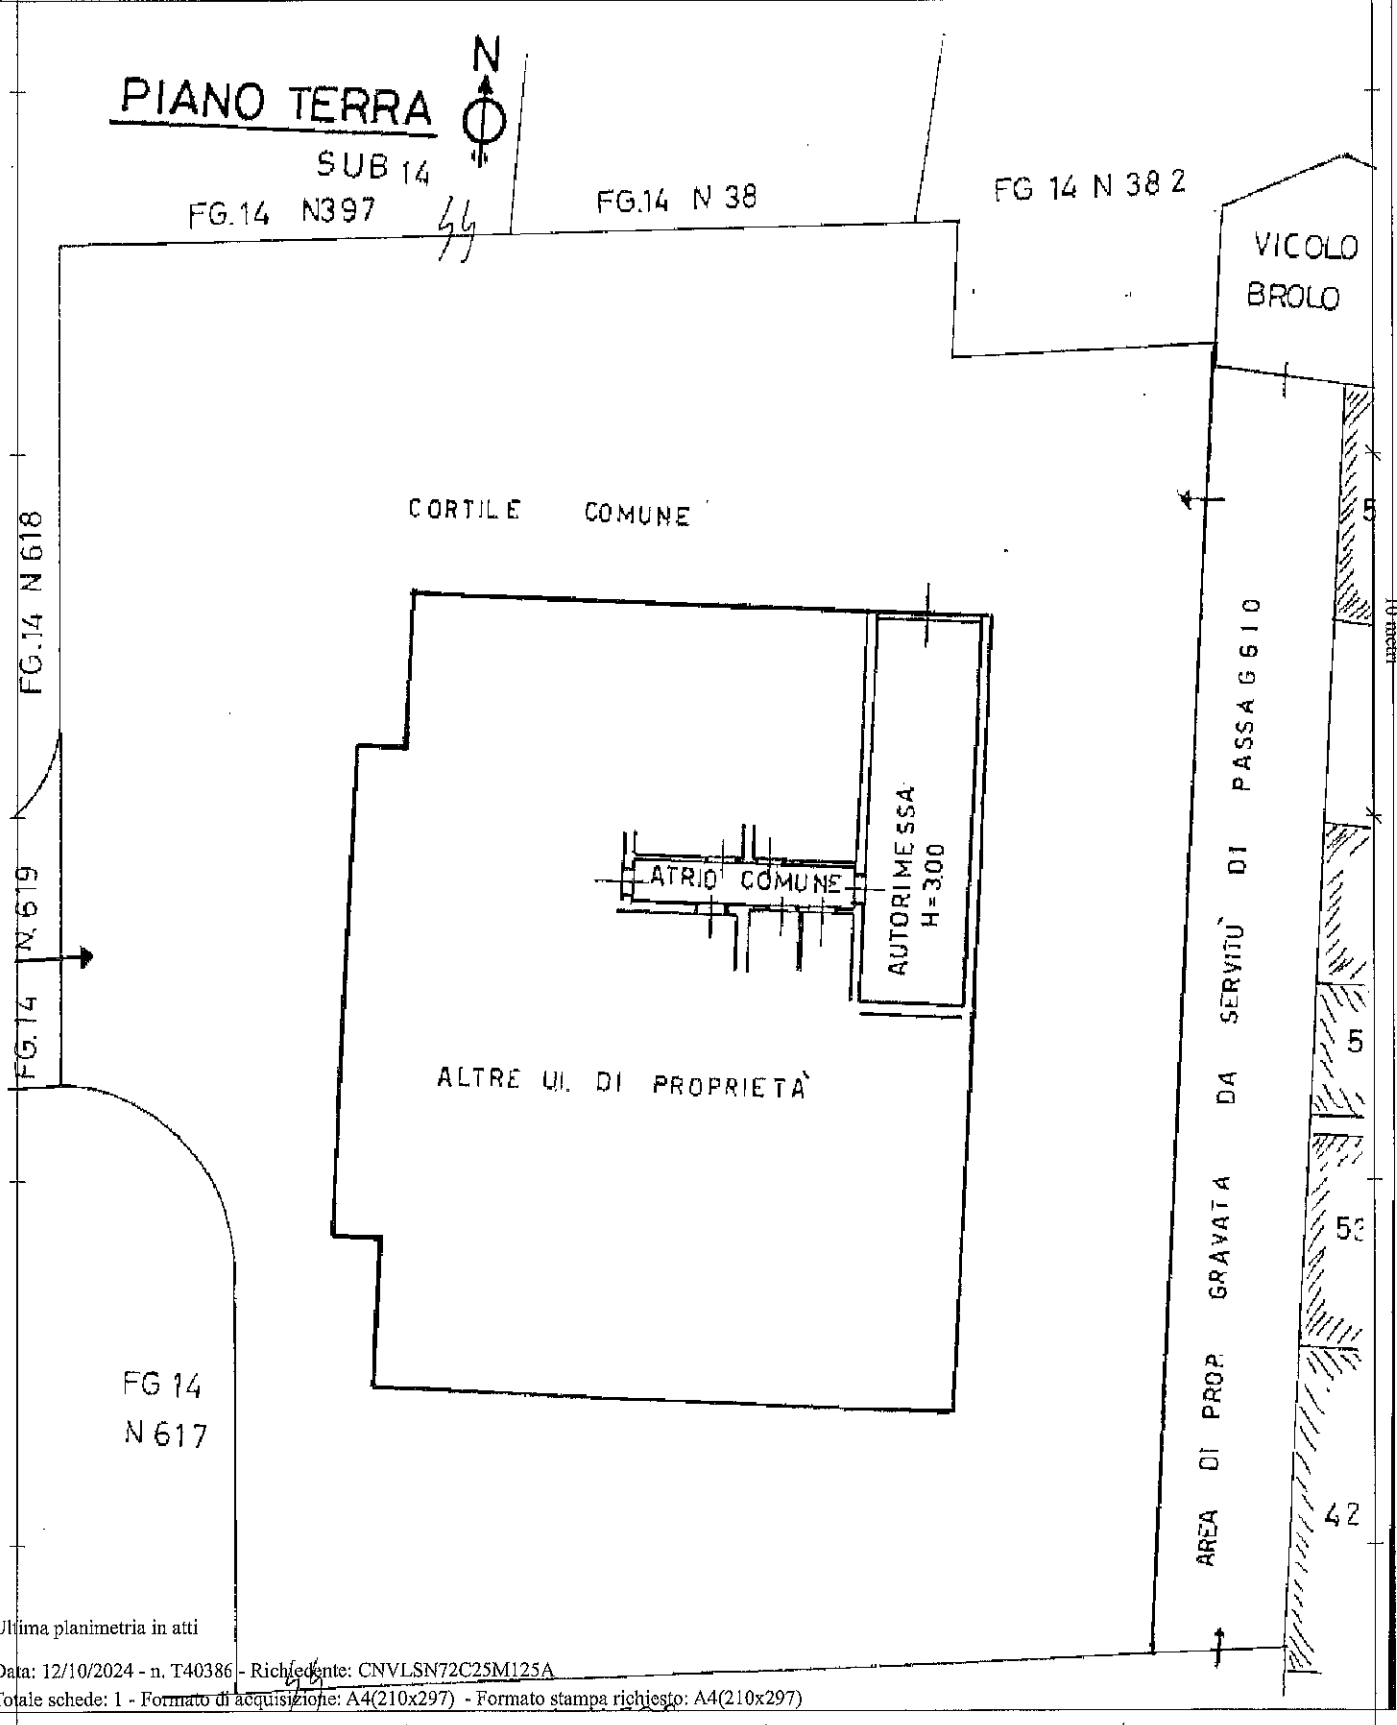 N
PIANO TERRA
SUB 14
FG.14 N397
FG.14 N 38
FG 14 N 382
VICOLO
BROLO
CORTILE COMUNE
FG.14 N 618
5
10 metri
AREA DI PROP. GRAVATA DA SERVITÙ DI PASSAGGIO
ATRIO COMUNE
AUTORIMESSA
H=3.00
FG.14 N 619
5
ALTRE U.I. DI PROPRIETÀ
FG 14
N 617
42
Ultima planimetria in atti
Data: 12/10/2024 - n. T40386 - Richiedente: CNVLSN72C25M125A
Totale schede: 1 - Formato di acquisizione: A4(210x297) - Formato stampa richiesto: A4(210x297)